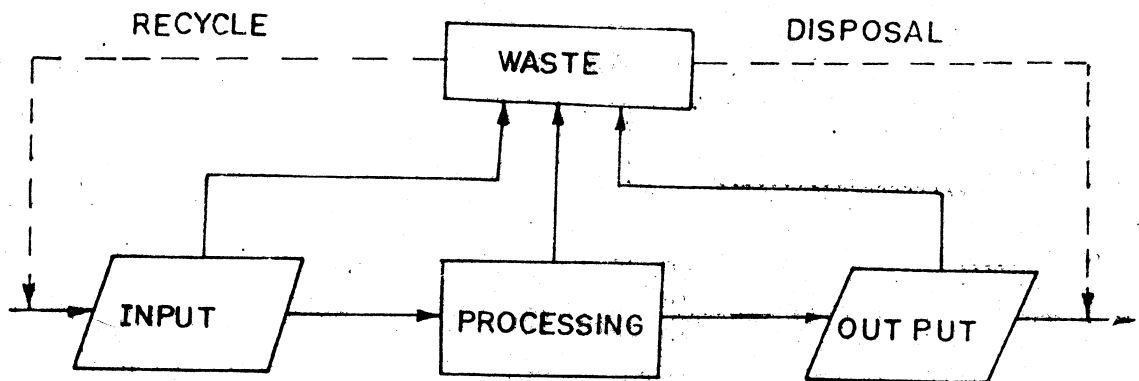 RECYCLE
DISPOSAL
WASTE
INPUT
PROCESSING
OUT PUT